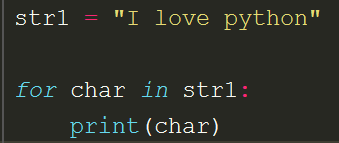 str1 = "I love python"

for char in str1:
    print(char)